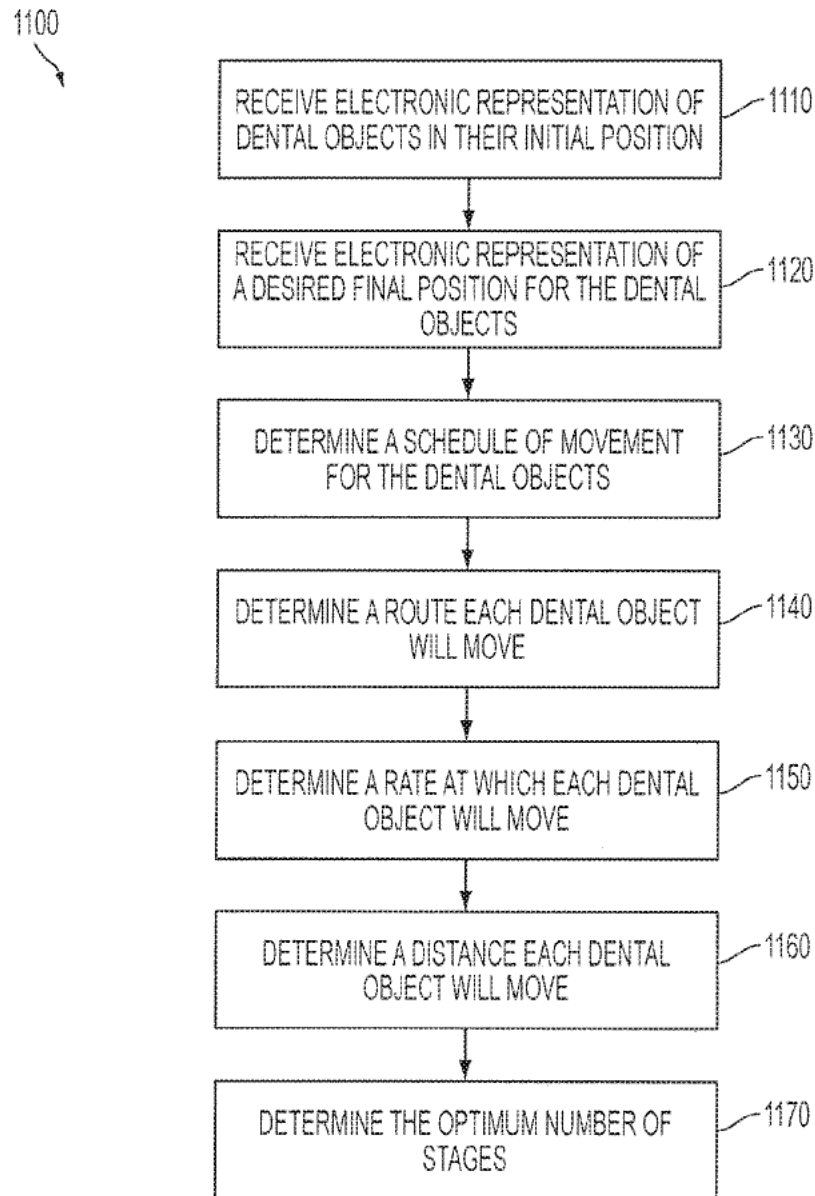 1100
RECEIVE ELECTRONIC REPRESENTATION OF
DENTAL OBJECTS IN THEIR INITIAL POSITION
1110
RECEIVE ELECTRONIC REPRESENTATION OF
A DESIRED FINAL POSITION FOR THE DENTAL
OBJECTS
1120
DETERMINE A SCHEDULE OF MOVEMENT
FOR THE DENTAL OBJECTS
1130
DETERMINE A ROUTE EACH DENTAL OBJECT
WILL MOVE
1140
DETERMINE A RATE AT WHICH EACH DENTAL
OBJECT WILL MOVE
1150
DETERMINE A DISTANCE EACH DENTAL
OBJECT WILL MOVE
1160
DETERMINE THE OPTIMUM NUMBER OF
STAGES
1170